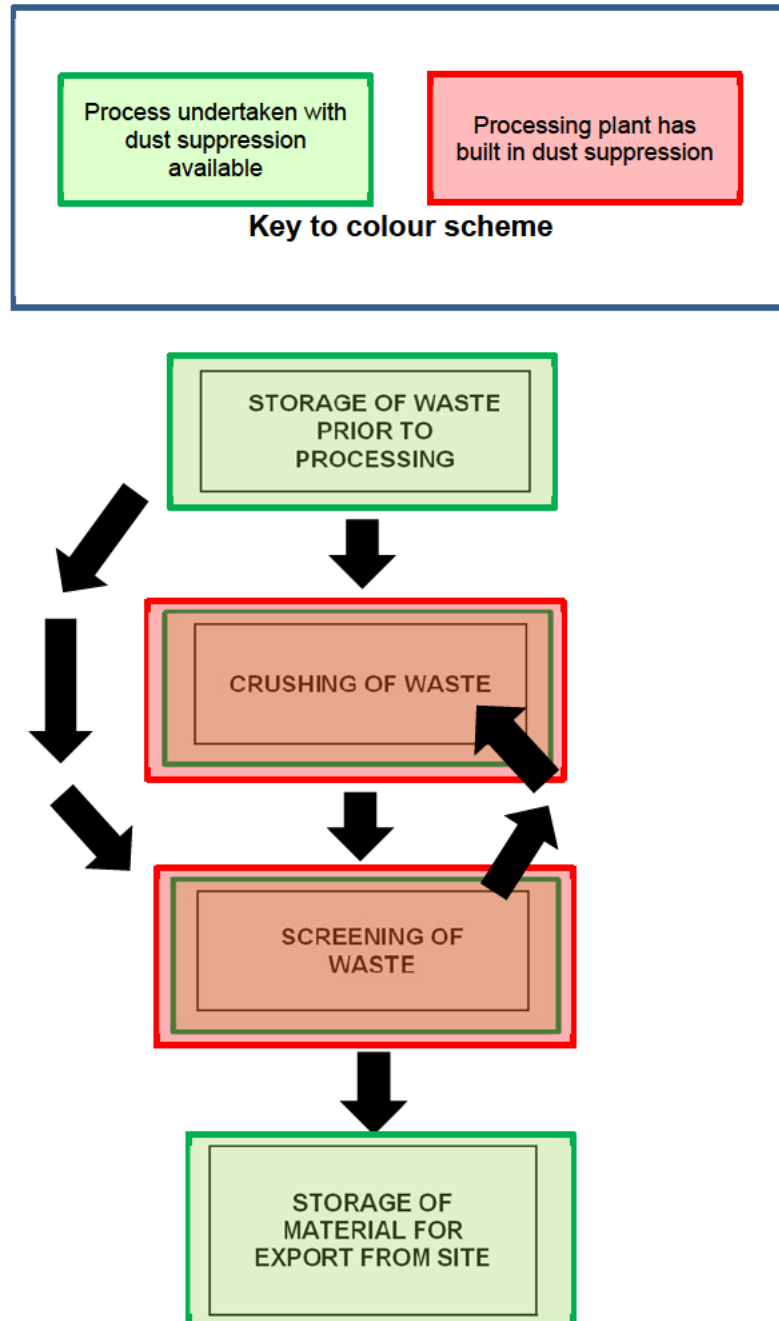 Process undertaken with
dust suppression
available
Processing plant has
built in dust suppression
Key to colour scheme
STORAGE OF WASTE
PRIOR TO
PROCESSING
CRUSHING OF WASTE
SCREENING OF
WASTE
STORAGE OF
MATERIAL FOR
EXPORT FROM SITE